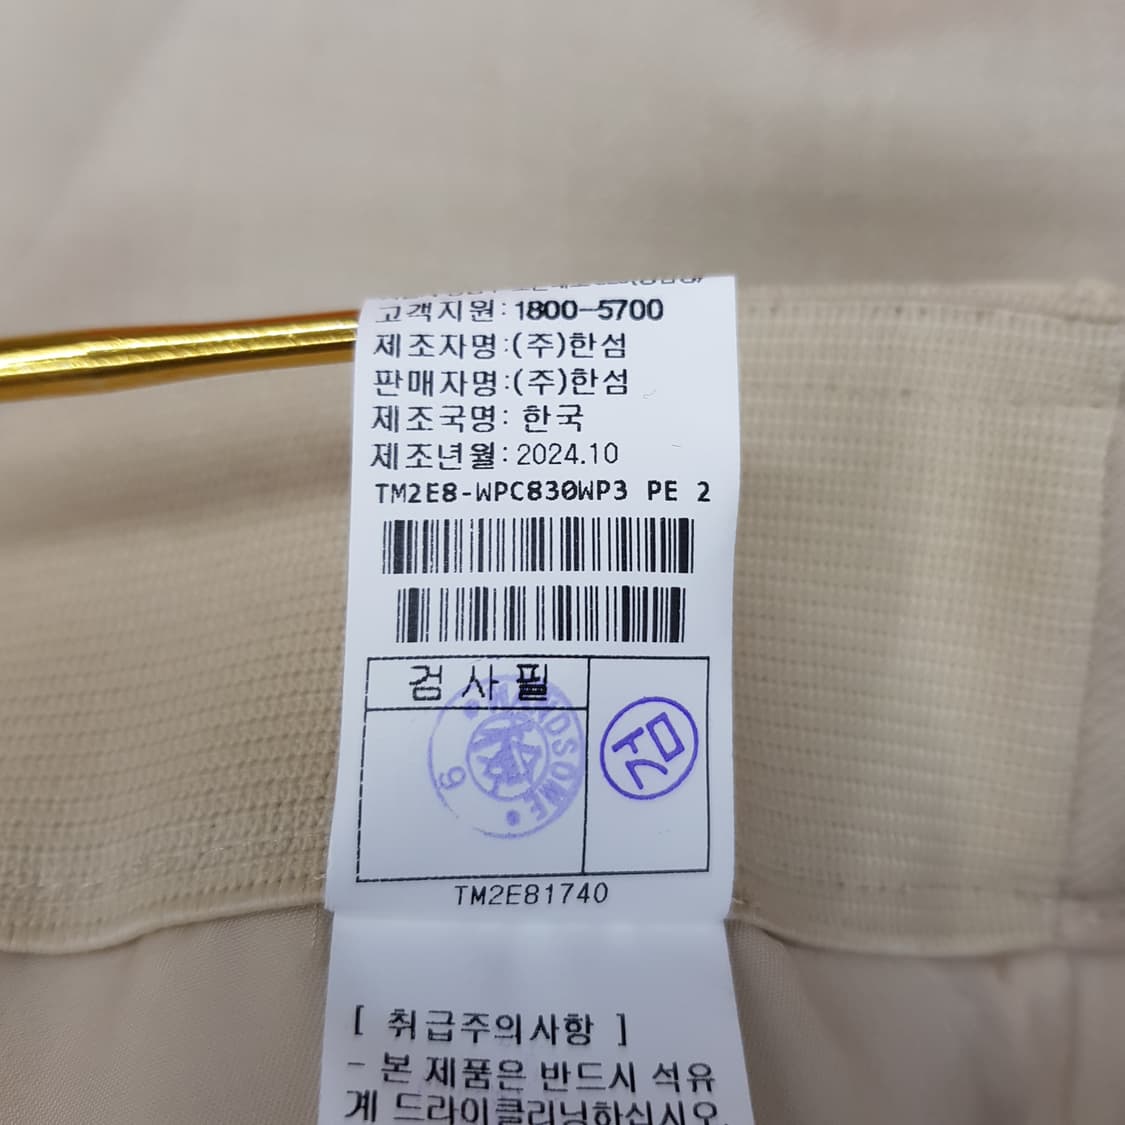 고객지원:1800-5700
제조자명:(주)한섬
판매자명:(주)한섬
제조국명: 한국
제조년월:2024.10
TM2E8-WPC830WP3 PE 2
검사필
HANDSOME
6
TM2E81740
[ 취급주의사항 ]
- 본 제품은 반드시 석유
계 드라이클리닝하십시오.